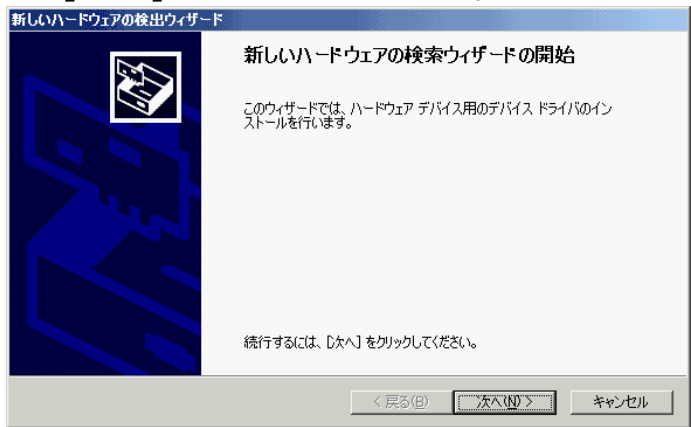 新しいハードウェアの検出ウィザード
新しいハードウェアの検索ウィザードの開始
このウィザードでは、ハードウェア デバイス用のデバイス ドライバのイン
ストールを行います。
続行するには、[次へ] をクリックしてください。
< 戻る(B)
次へ(N) >
キャンセル